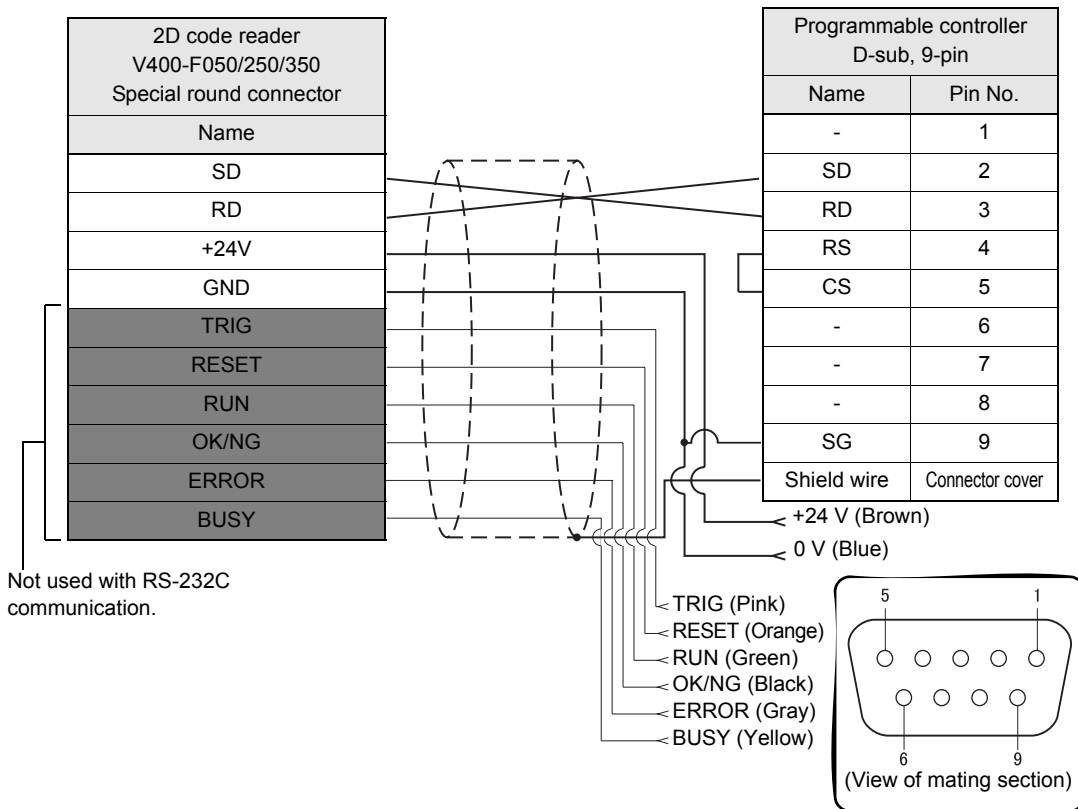 2D code reader
V400-F050/250/350
Special round connector
Name
SD
RD
+24V
GND
TRIG
RESET
RUN
OK/NG
ERROR
BUSY
Not used with RS-232C
communication.
Programmable controller
D-sub, 9-pin
Name Pin No.
- 1
SD 2
RD 3
RS 4
CS 5
- 6
- 7
- 8
SG 9
Shield wire Connector cover
+24 V (Brown)
0 V (Blue)
TRIG (Pink)
RESET (Orange)
RUN (Green)
OK/NG (Black)
ERROR (Gray)
BUSY (Yellow)
5 1
6 9
(View of mating section)